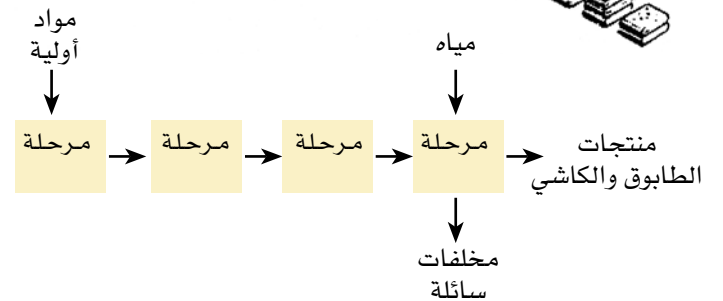 مواد
أولية
مياه
مرحلة
مرحلة
مرحلة
مرحلة
منتجات
الطابوق والكاشي
مخلفات
سائلة